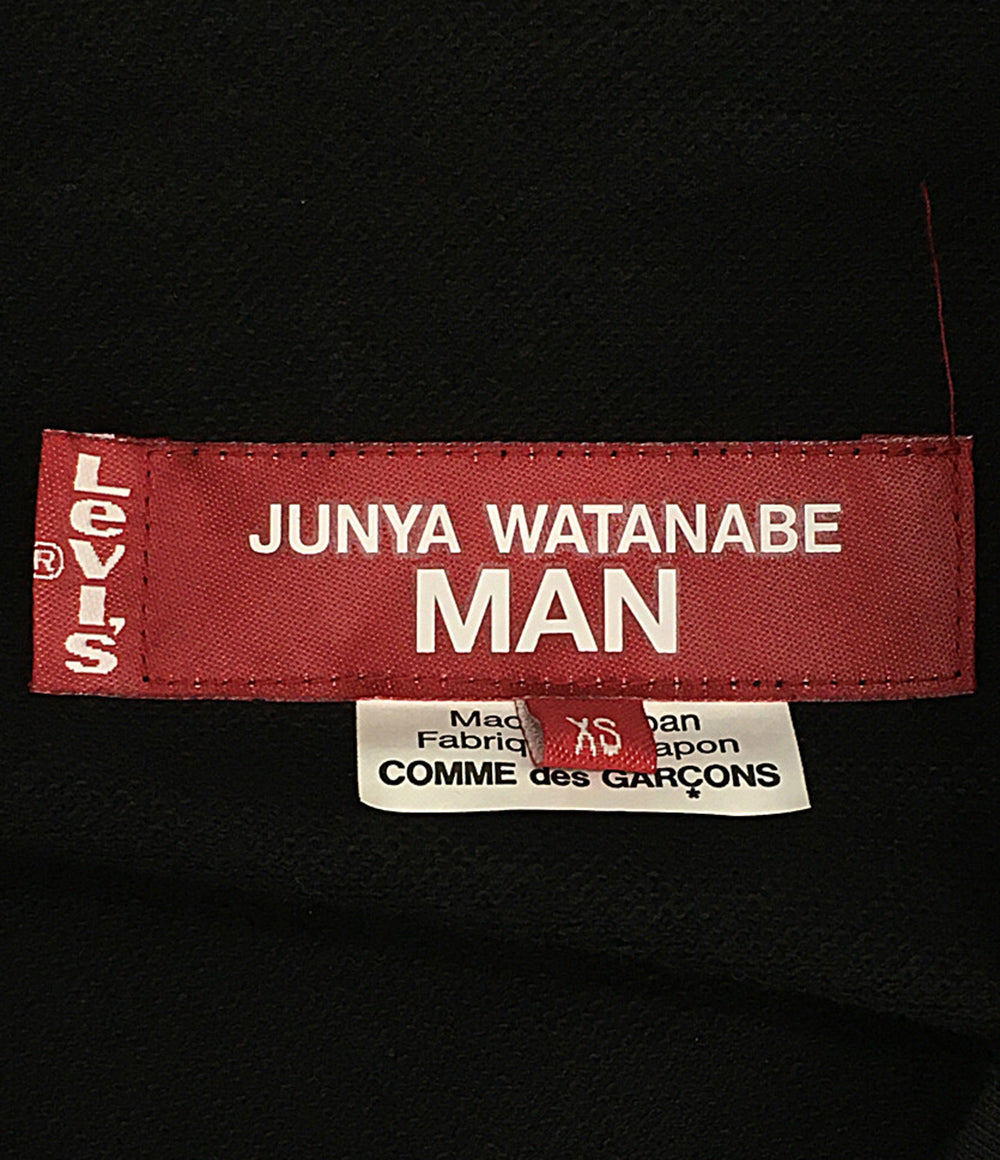 Levi's
®
JUNYA WATANABE
MAN
XS
COMME des GARÇONS
*